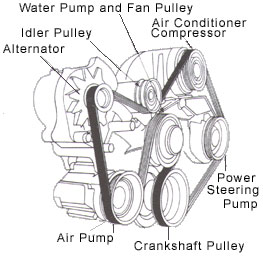 Water Pump and Fan Pulley
Air Conditioner
Compressor
Idler Pulley
Alternator
Power
Steering
Pump
Air Pump
Crankshaft Pulley